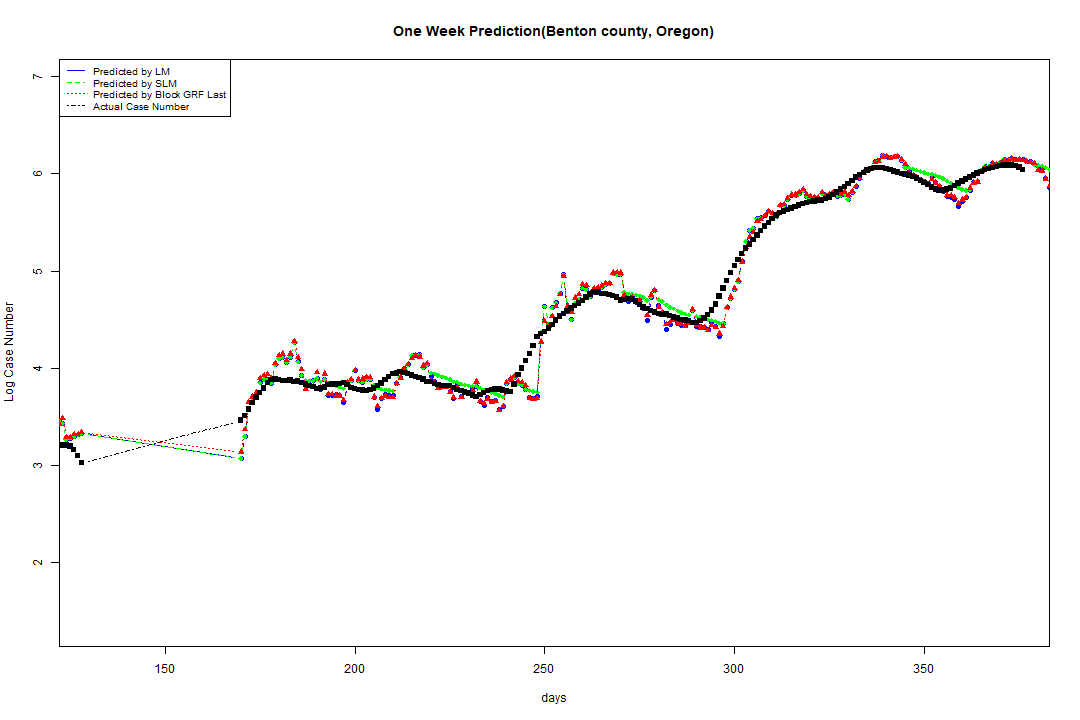 One Week Prediction(Benton county, Oregon)
Predicted by LM
Predicted by SLM
Predicted by Block GRF Last
Actual Case Number
7
6
5
4
3
2
Log Case Number
150 200 250 300 350
days